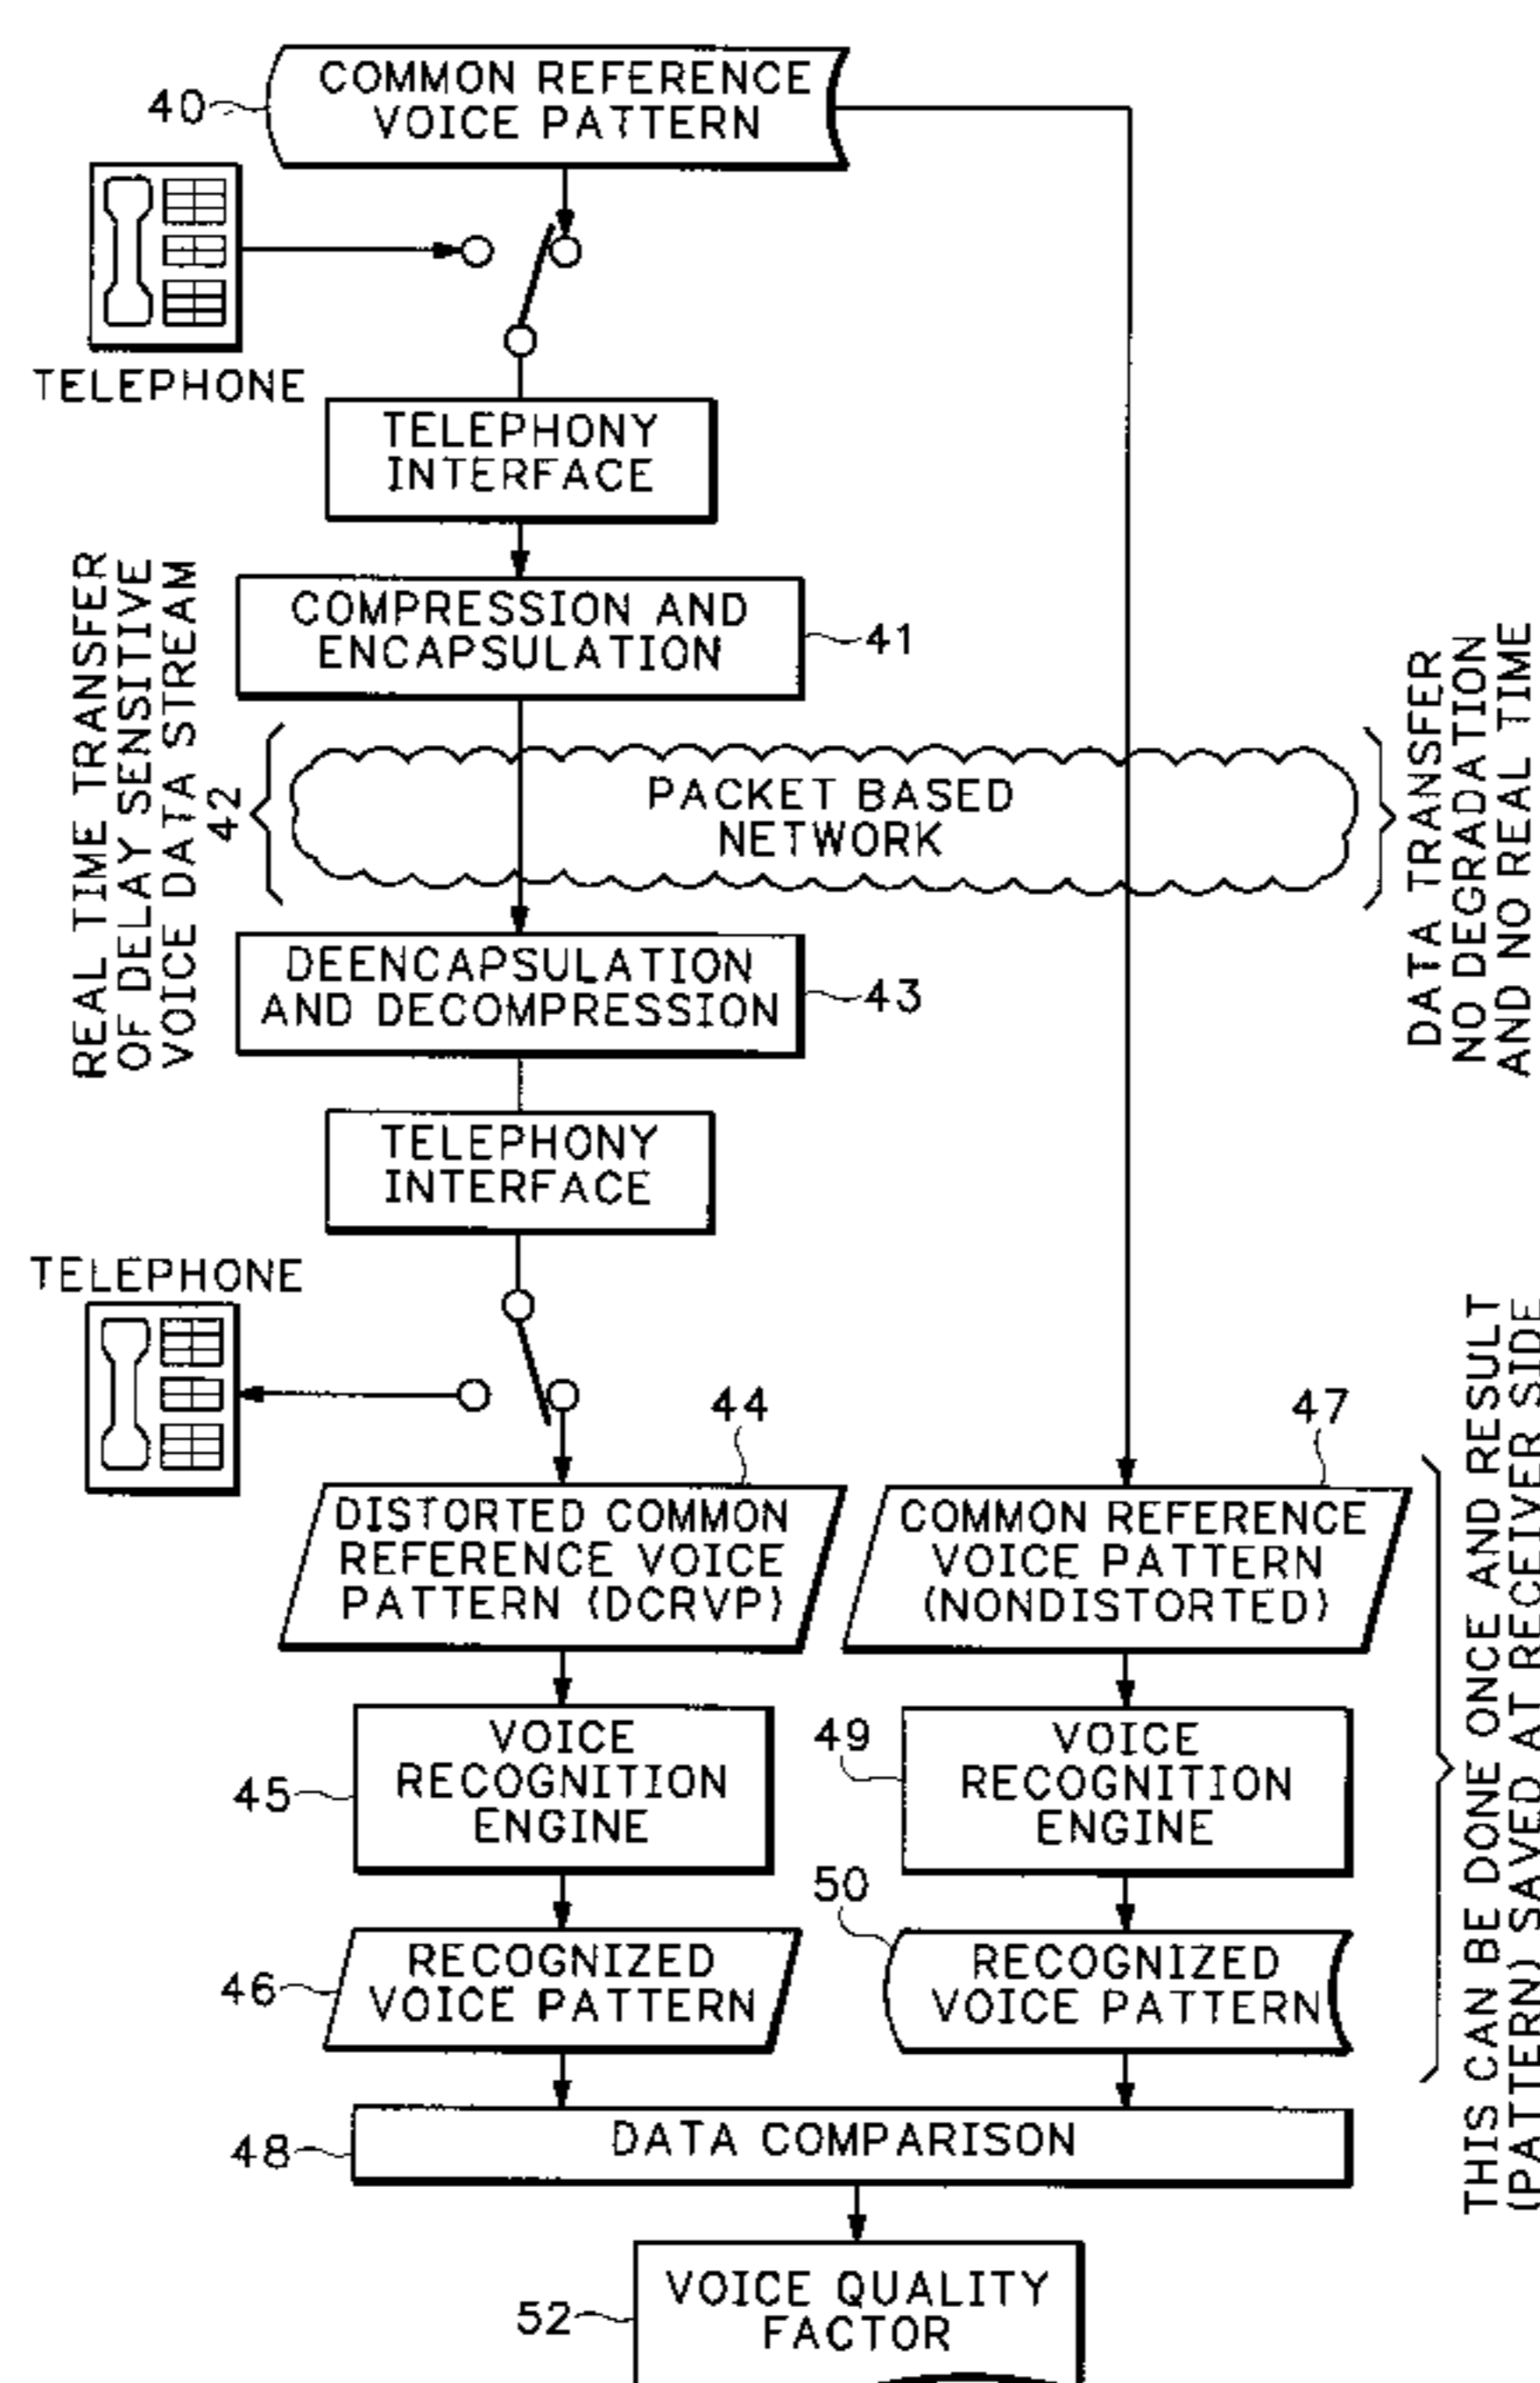 COMMON REFERENCE
VOICE PATTERN
40
TELEPHONE
TELEPHONY
INTERFACE
COMPRESSION AND
ENCAPSULATION
41
REAL TIME TRANSFER
OF DELAY SENSITIVE
VOICE DATA STREAM
42
PACKET BASED
NETWORK
DATA TRANSFER
NO DEGRADATION
AND NO REAL TIME
DEENCAPSULATION
AND DECOMPRESSION
43
TELEPHONY
INTERFACE
TELEPHONE
44
47
DISTORTED COMMON
REFERENCE VOICE
PATTERN (DCRVP)
COMMON REFERENCE
VOICE PATTERN
(NONDISTORTED)
THIS CAN BE DONE ONCE AND RESULT
(PATTERN) SAVED AT RECEIVER SIDE
VOICE
RECOGNITION
ENGINE
45
49
VOICE
RECOGNITION
ENGINE
50
RECOGNIZED
VOICE PATTERN
46
RECOGNIZED
VOICE PATTERN
DATA COMPARISON
48
VOICE QUALITY
FACTOR
52